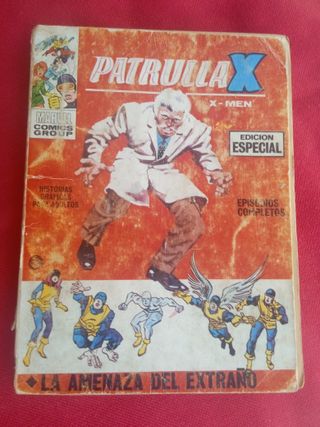 PATRULLA X
X-MEN
MARVEL
COMICS
GROUP
EDICION
ESPECIAL
HISTORIAS
GRAFICAS
PARA ADULTOS
EPISODIOS
COMPLETOS
LA AMENAZA DEL EXTRAÑO